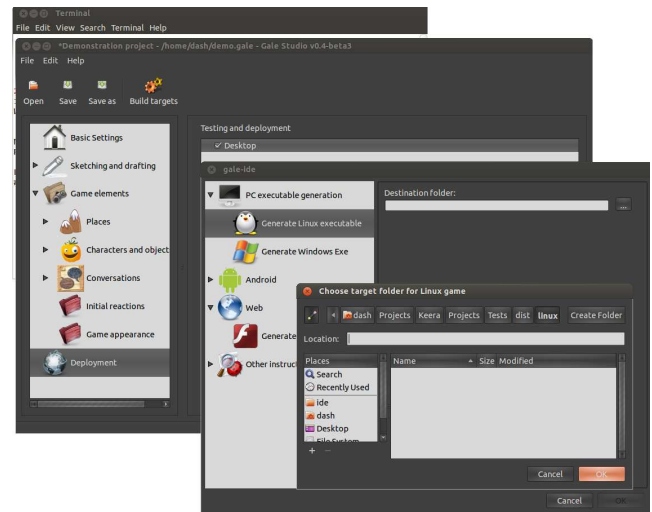 Terminal
File Edit View Search Terminal Help
*Demonstration project - /home/dash/demo.gale - Gale Studio v0.4-beta3
File Edit Help
Open Save Save as Build targets
Basic Settings
Sketching and drafting
Game elements
Places
Characters and object
Conversations
Initial reactions
Game appearance
Deployment
Testing and deployment
Desktop
gale-ide
PC executable generation
Generate Linux executable
Generate Windows Exe
Android
Web
Generate
Other instruct
Destination folder:
...
Choose target folder for Linux game
dash Projects Keera Projects Tests dist linux Create Folder
Location:
Places
Search
Recently Used
ide
dash
Desktop
File System
Name Size Modified
Cancel OK
Cancel OK